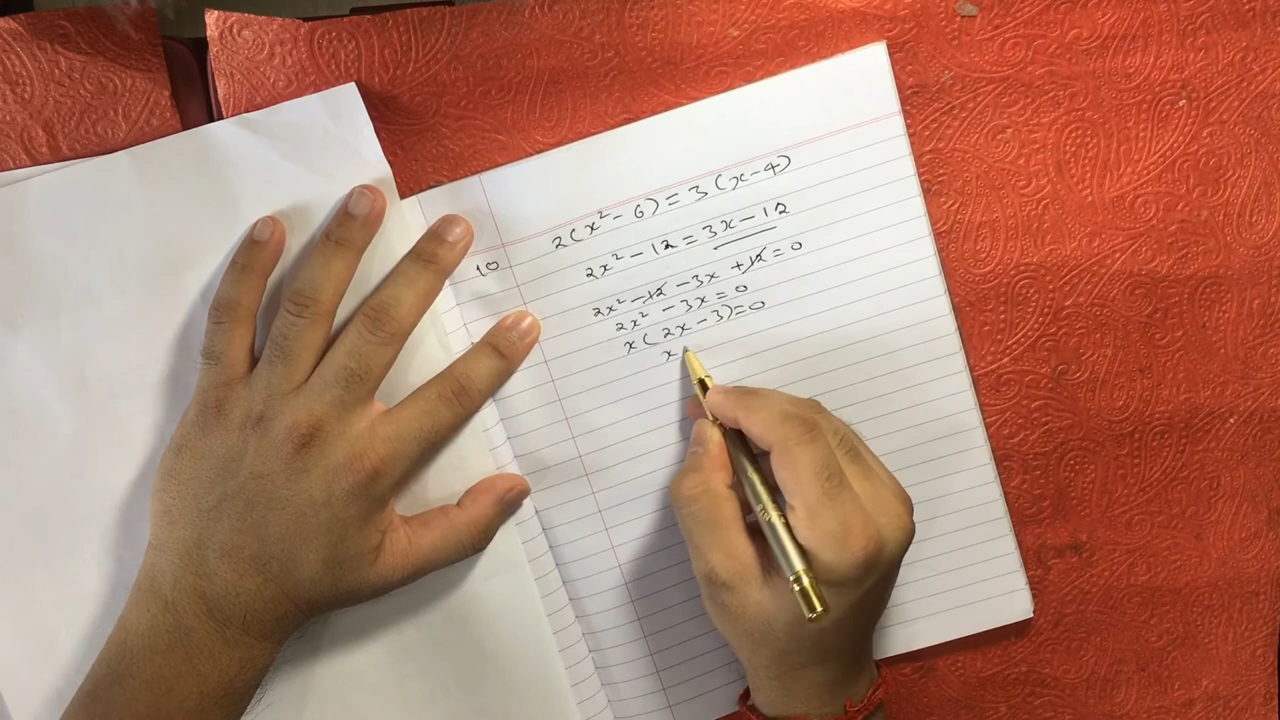 2(x² - 6) = 3(x - 4)
10
2x² - 12 = 3x - 12
2x² - 12 - 3x + 12 = 0
2x² - 3x = 0
x(2x - 3) = 0
x